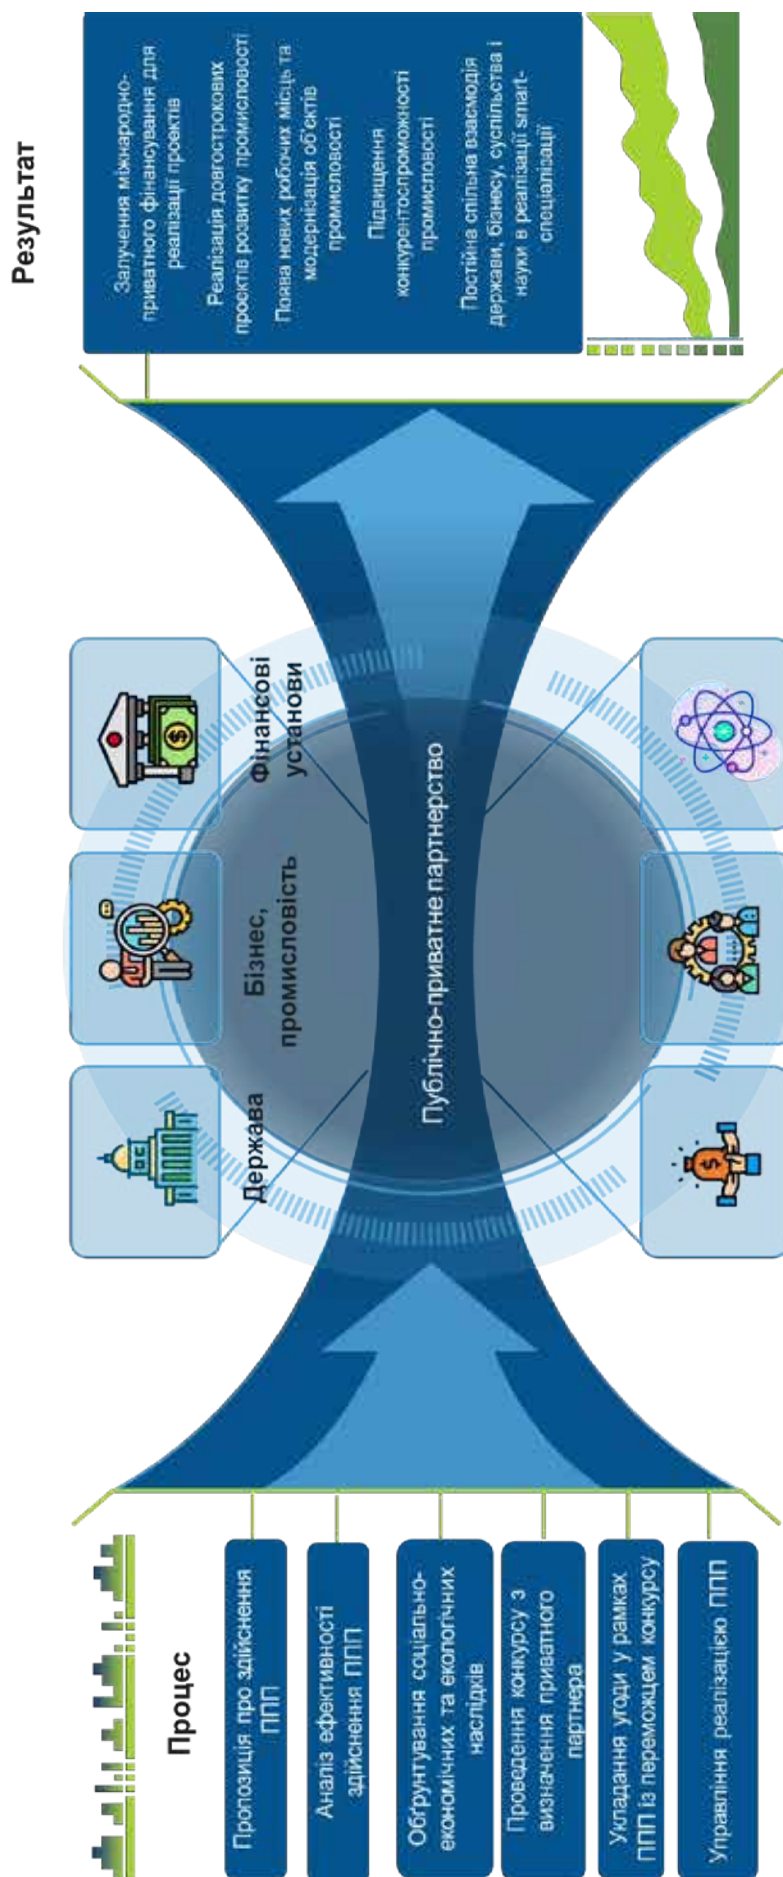 Процес
Пропозиція про здійснення
ППП
Аналіз ефективності
здійснення ППП
Обґрунтування соціально-
економічних та екологічних
наслідків
Проведення конкурсу з
визначення приватного
партнера
Укладання угоди у рамках
ППП із переможцем конкурсу
Управління реалізацією ППП
Держава
Бізнес,
промисловість
Фінансові
установи
Публічно-приватне партнерство
Результат
Залучення міжнародно-
приватного фінансування для
реалізації проектів
Реалізація довгострокових
проєктів розвитку промисловості
Поява нових робочих місць та
модернізація об'єктів
промисловості
Підвищення
конкурентоспроможності
промисловості
Постійна спільна взаємодія
держави, бізнесу, суспільства і
науки в реалізації smart-
спеціалізації